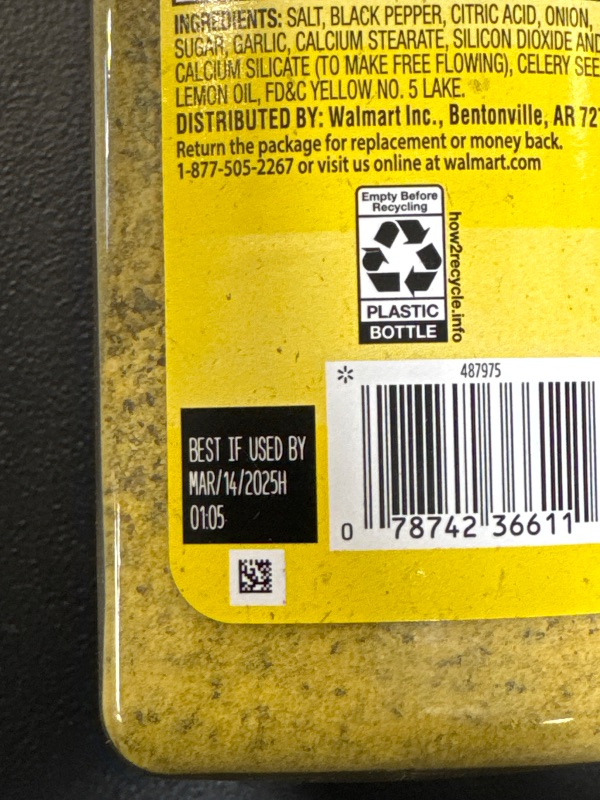 INGREDIENTS: SALT, BLACK PEPPER, CITRIC ACID, ONION,
SUGAR, GARLIC, CALCIUM STEARATE, SILICON DIOXIDE AND
CALCIUM SILICATE (TO MAKE FREE FLOWING), CELERY SEE
LEMON OIL, FD&C YELLOW NO. 5 LAKE.
DISTRIBUTED BY: Walmart Inc., Bentonville, AR 72
Return the package for replacement or money back.
1-877-505-2267 or visit us online at walmart.com
Empty Before
Recycling
PLASTIC
BOTTLE
how2recycle.info
* 487975
BEST IF USED BY
MAR/14/2025H
01:05
0 78742 36611